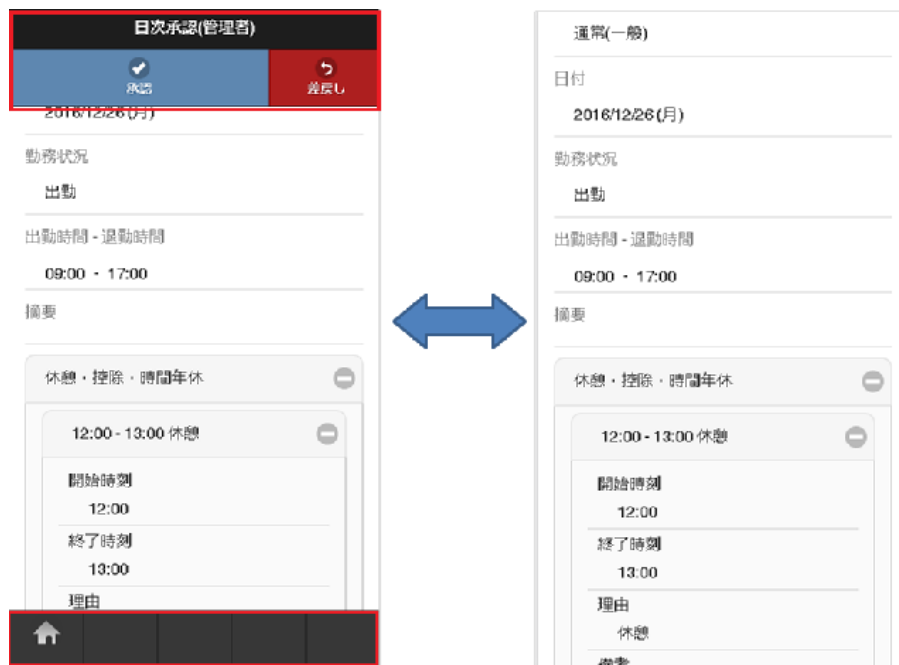 日次承認(管理者)
承認
差戻し
2016/12/26(月)
勤務状況
出勤
出勤時間 - 退勤時間
09:00 - 17:00
摘要
休憩・控除・時間年休
12:00 - 13:00 休憩
開始時刻
12:00
終了時刻
13:00
理由
通常(一般)
日付
2016/12/26(月)
勤務状況
出勤
出勤時間 - 退勤時間
09:00 - 17:00
摘要
休憩・控除・時間年休
12:00 - 13:00 休憩
開始時刻
12:00
終了時刻
13:00
理由
休憩
備考